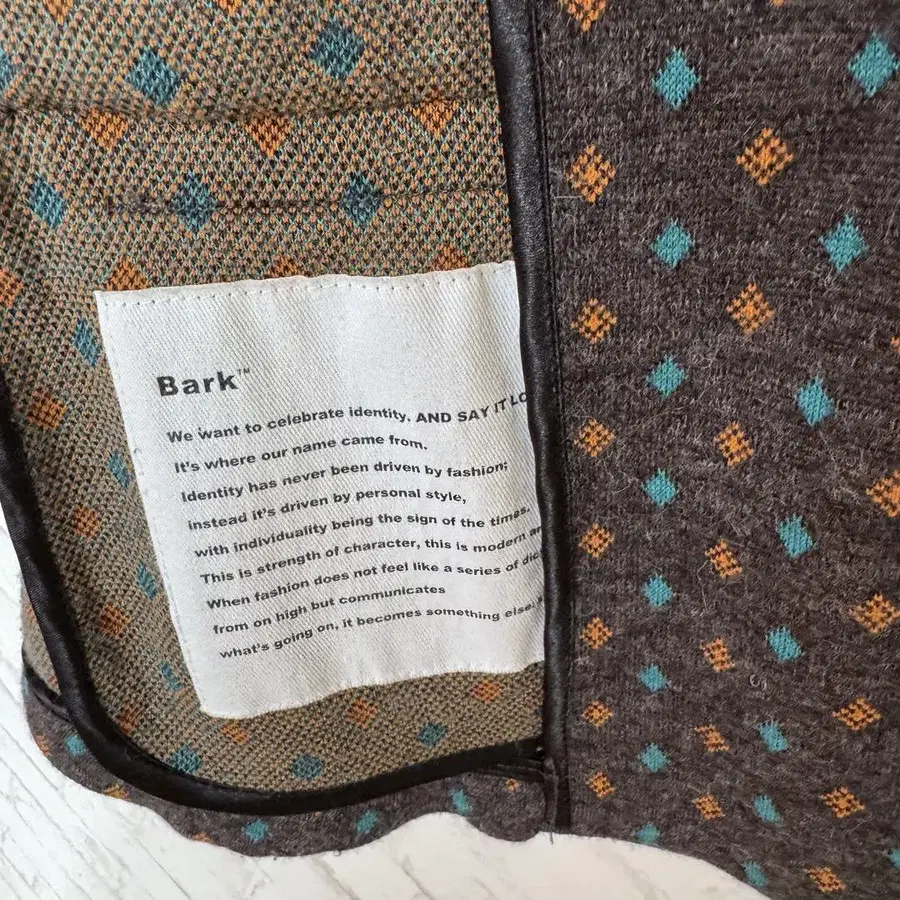 Bark™
We want to celebrate identity. AND SAY IT
It's where our name came from.
Identity has never been driven by fashion;
instead it's driven by personal style,
with individuality being the sign of the times.
This is strength of character, this is modern
When fashion does not feel like a series of
from on high but communicates
what's going on, it becomes something else;